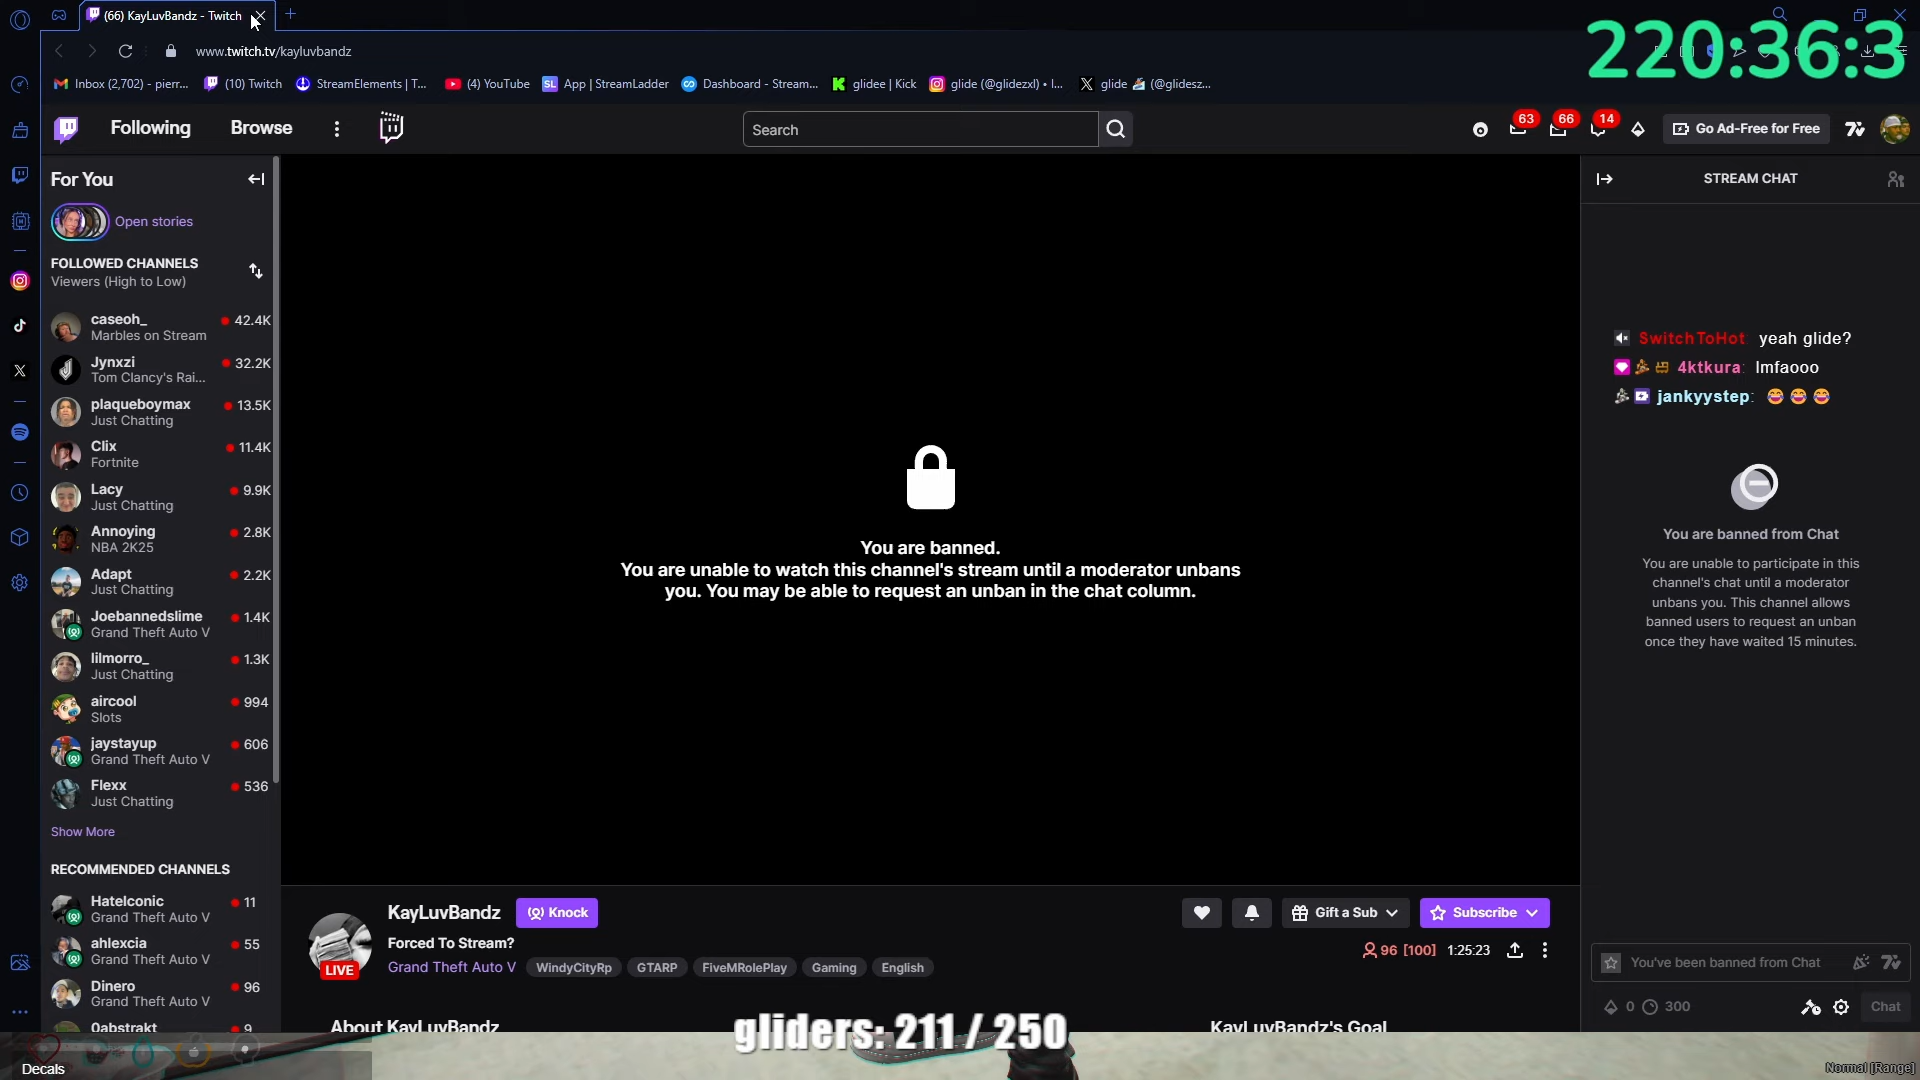 (66) KayLuvBandz - Twitch
www.twitch.tv/kayluvbandz
220:36:3
Inbox (2,702) - pierr...
(10) Twitch
StreamElements | T...
(4) YouTube
SL App | StreamLadder
Dashboard - Stream...
glidee | Kick
glide (@glidezxl) • I...
glide 🏄 (@glidesz...
Following
Browse
Search
63
66
14
Go Ad-Free for Free
For You
Open stories
FOLLOWED CHANNELS
Viewers (High to Low)
caseoh_ 42.4K
Marbles on Stream
Jynxzi 32.2K
Tom Clancy's Rai...
plaqueboymax 13.5K
Just Chatting
Clix 11.4K
Fortnite
Lacy 9.9K
Just Chatting
Annoying 2.8K
NBA 2K25
Adapt 2.2K
Just Chatting
Joebannedslime 1.4K
Grand Theft Auto V
lilmorro_ 1.3K
Just Chatting
aircool 994
Slots
jaystayup 606
Grand Theft Auto V
Flexx 536
Just Chatting
Show More
RECOMMENDED CHANNELS
HateIconic 11
Grand Theft Auto V
ahlexcia 55
Grand Theft Auto V
Dinero 96
Grand Theft Auto V
0abstrakt 9
You are banned.
You are unable to watch this channel's stream until a moderator unbans
you. You may be able to request an unban in the chat column.
KayLuvBandz
Knock
Forced To Stream?
LIVE
Grand Theft Auto V
WindyCityRp
GTARP
FiveMRolePlay
Gaming
English
Gift a Sub
Subscribe
96 [100] 1:25:23
About KayLuvBandz
KayLuvBandz's Goal
STREAM CHAT
SwitchToHot: yeah glide?
4ktkura: lmfaooo
jankyystep: 😂 😂 😂
You are banned from Chat
You are unable to participate in this
channel's chat until a moderator
unbans you. This channel allows
banned users to request an unban
once they have waited 15 minutes.
You've been banned from Chat
0 300
Chat
gliders: 211 / 250
Decals
Normal [Range]